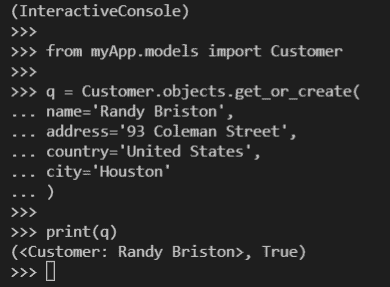 (InteractiveConsole)
>>>
>>> from myApp.models import Customer
>>>
>>> q = Customer.objects.get_or_create(
... name='Randy Briston',
... address='93 Coleman Street',
... country='United States',
... city='Houston'
... )
>>>
>>> print(q)
(<Customer: Randy Briston>, True)
>>>